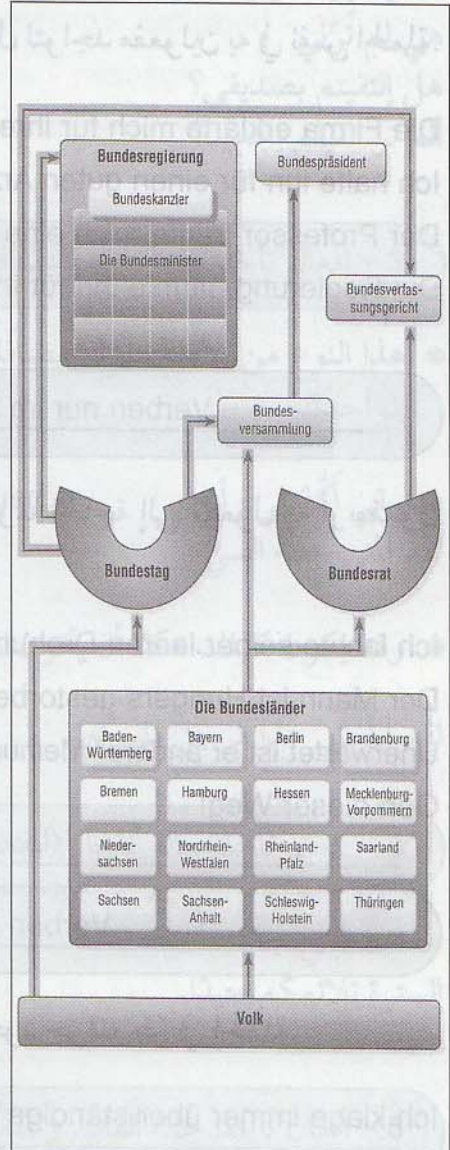 Bundesregierung
Bundeskanzler
Die Bundesminister
Bundespräsident
Bundesverfas-
sungsgericht
Bundes-
versammlung
Bundestag
Bundesrat
Die Bundesländer
Baden-
Württemberg
Bayern
Berlin
Brandenburg
Bremen
Hamburg
Hessen
Mecklenburg-
Vorpommern
Nieder-
sachsen
Nordrhein-
Westfalen
Rheinland-
Pfalz
Saarland
Sachsen
Sachsen-
Anhalt
Schleswig-
Holstein
Thüringen
Volk